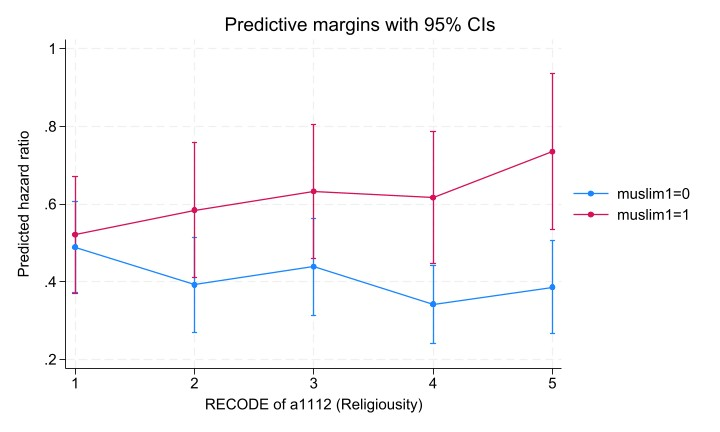 Predictive margins with 95% CIs
Predicted hazard ratio
1
.8
.6
.4
.2
1 2 3 4 5
RECODE of a1112 (Religiousity)
muslim1=0
muslim1=1